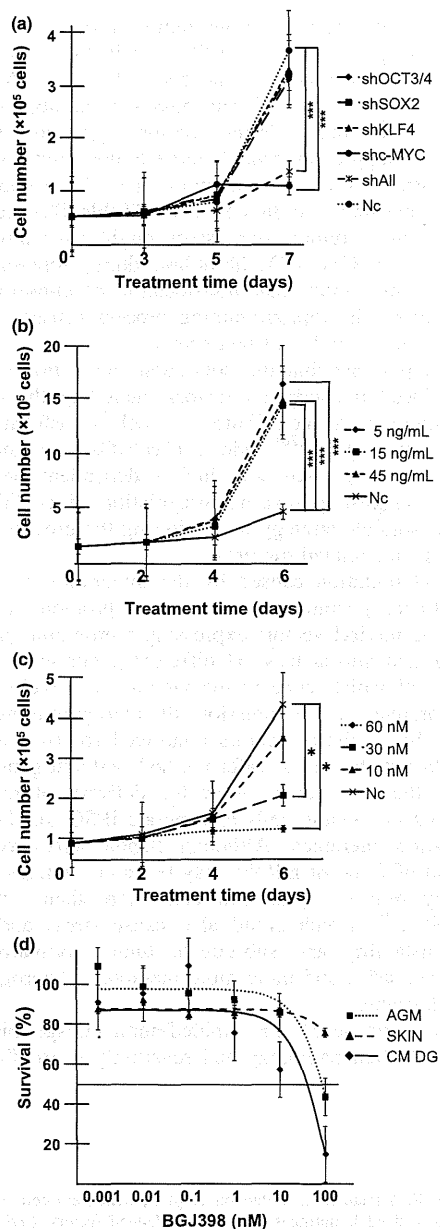 (a)
Cell number (×10⁵ cells)
4
3
2
1
1
3
5
7
Treatment time (days)
shOCT3/4
shSOX2
shKLF4
shc-MYC
shAll
Nc
***
***
(b)
Cell number (×10⁵ cells)
20
15
10
5
0
2
4
6
Treatment time (days)
5 ng/mL
15 ng/mL
45 ng/mL
Nc
***
***
***
(c)
Cell number (×10⁵ cells)
5
4
3
2
1
0
2
4
6
Treatment time (days)
60 nM
30 nM
10 nM
Nc
*
*
(d)
Survival (%)
100
80
60
40
20
0.001
0.01
0.1
1
10
100
BGJ398 (nM)
AGM
SKIN
CM DG